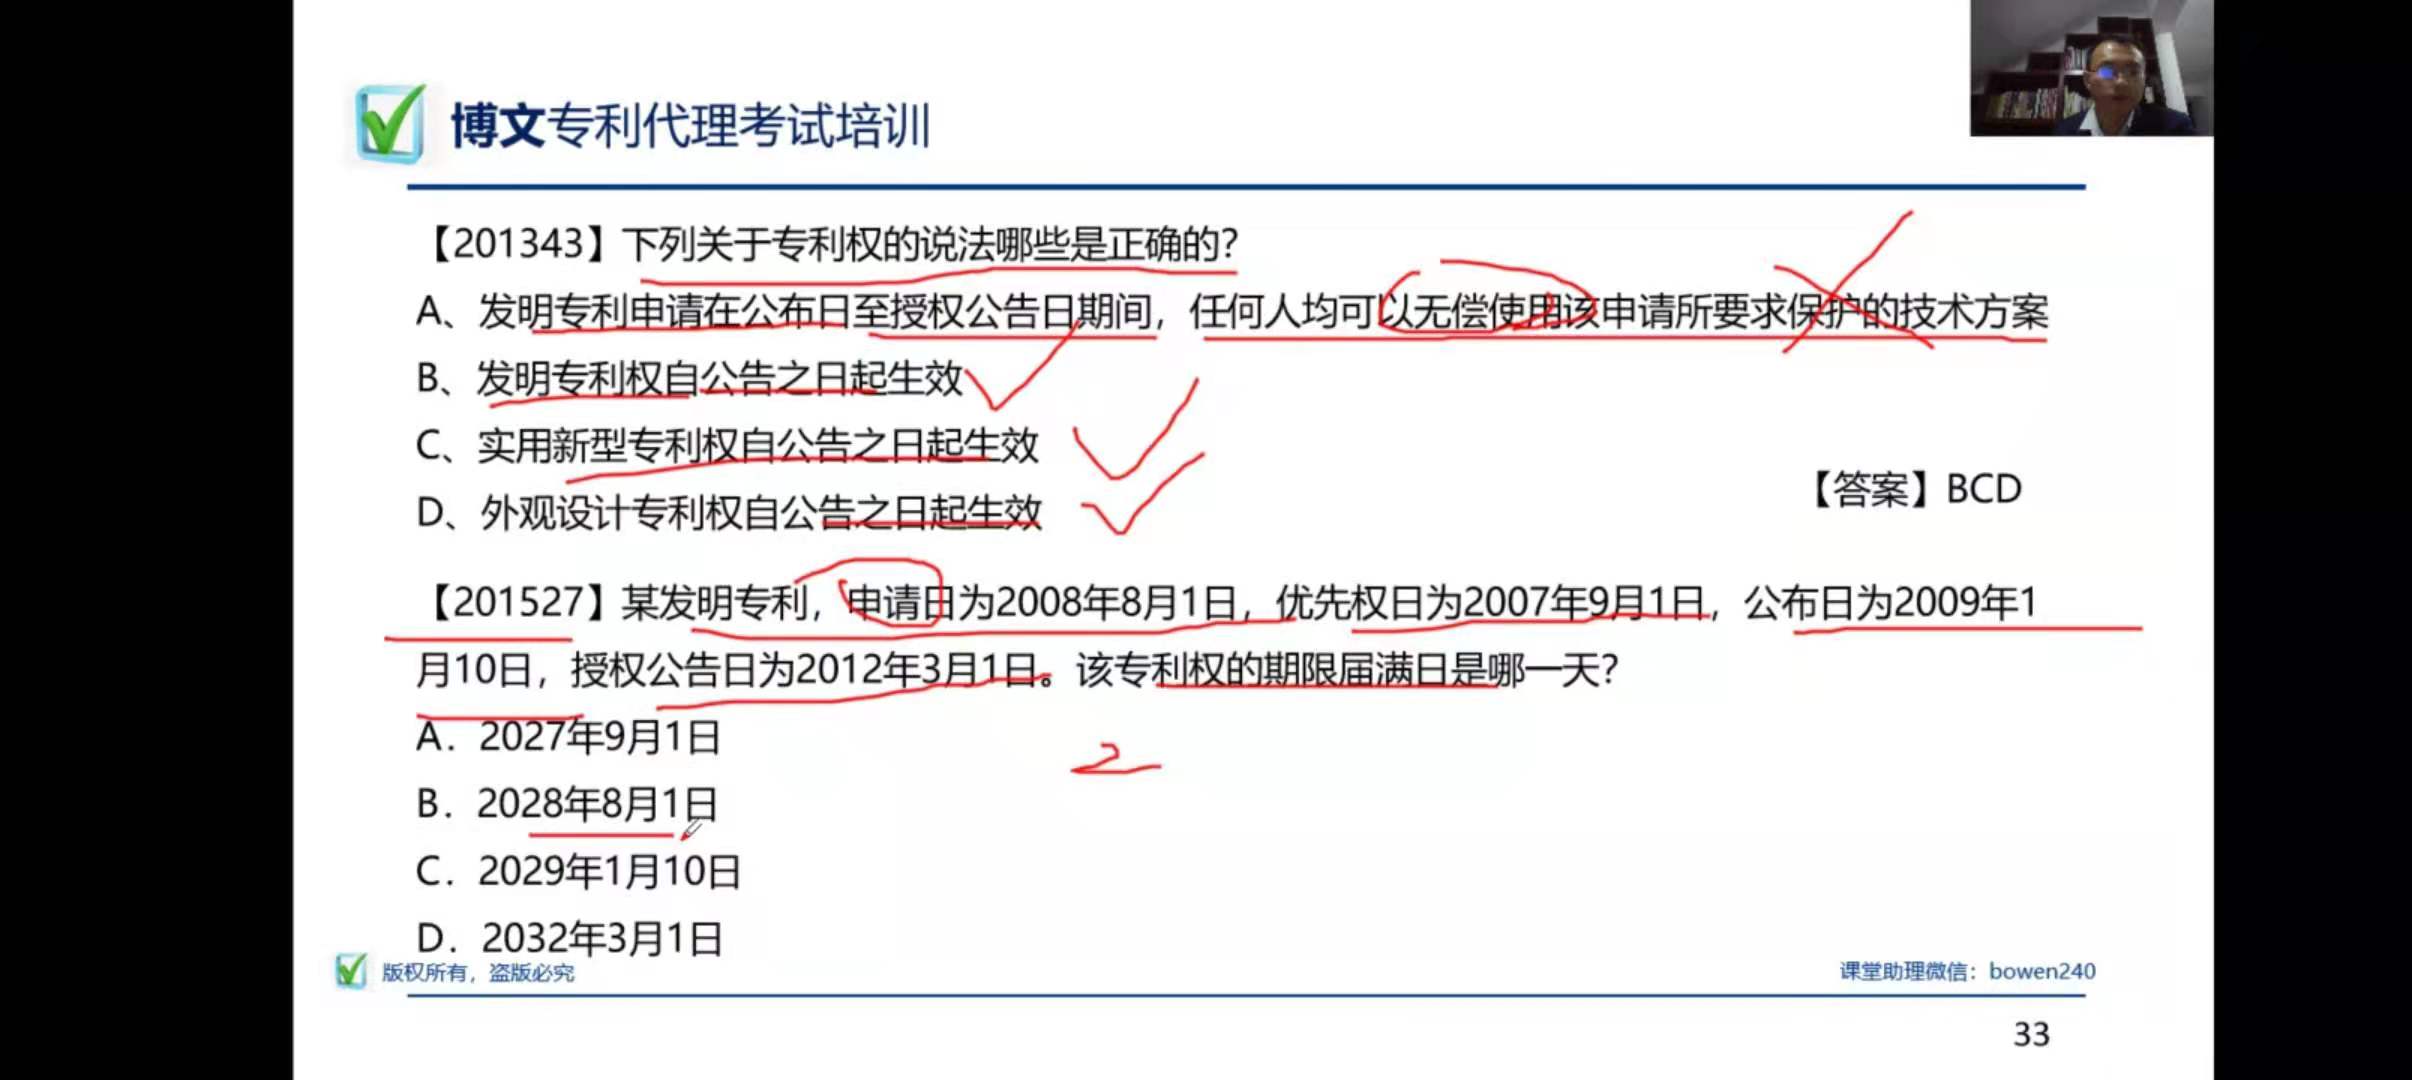 博文专利代理考试培训
【201343】下列关于专利权的说法哪些是正确的?
A、发明专利申请在公布日至授权公告日期间，任何人均可以无偿使用该申请所要求保护的技术方案
B、发明专利权自公告之日起生效
C、实用新型专利权自公告之日起生效
D、外观设计专利权自公告之日起生效
【答案】BCD
【201527】某发明专利，申请日为2008年8月1日，优先权日为2007年9月1日，公布日为2009年1
月10日，授权公告日为2012年3月1日。该专利权的期限届满日是哪一天?
2
A. 2027年9月1日
B. 2028年8月1日
C. 2029年1月10日
D. 2032年3月1日
版权所有，盗版必究
课堂助理微信：bowen240
33